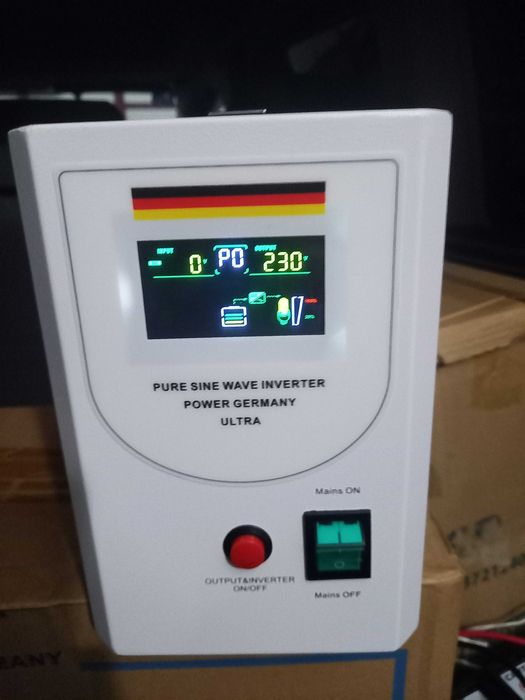 INPUT
OUTPUT
0V
P0
230V
PURE SINE WAVE INVERTER
POWER GERMANY
ULTRA
Mains ON
OUTPUT&INVERTER
ON/OFF
Mains OFF